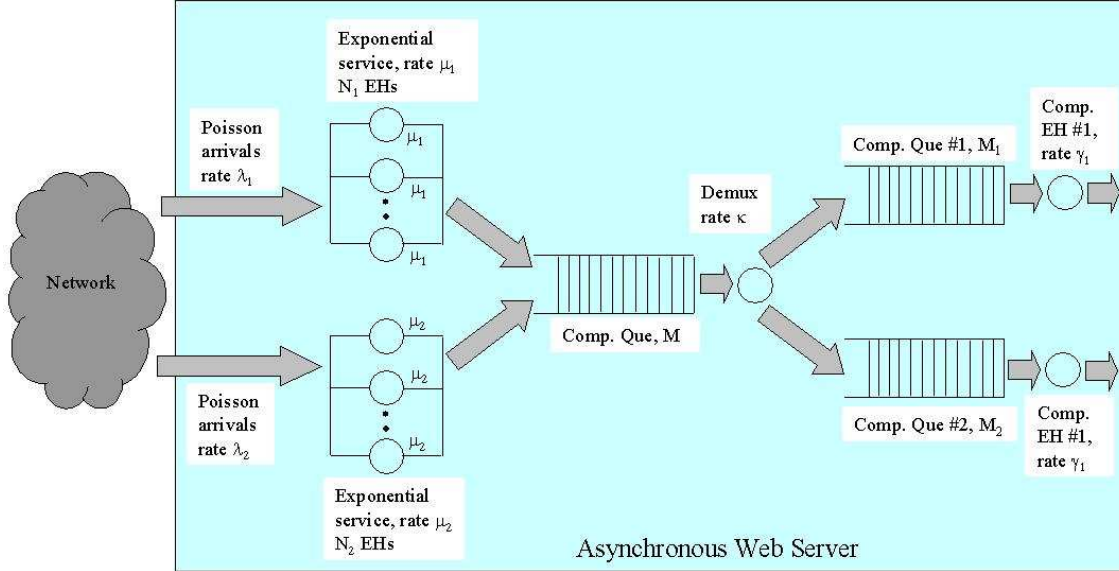 Exponential
service, rate μ1
N1 EHs
Poisson
arrivals
rate λ1
μ1
μ1
μ1
Network
Comp. Que, M
Demux
rate κ
Comp. Que #1, M1
Comp.
EH #1,
rate γ1
Poisson
arrivals
rate λ2
μ2
μ2
μ2
Exponential
service, rate μ2
N2 EHs
Comp. Que #2, M2
Comp.
EH #1,
rate γ1
Asynchronous Web Server